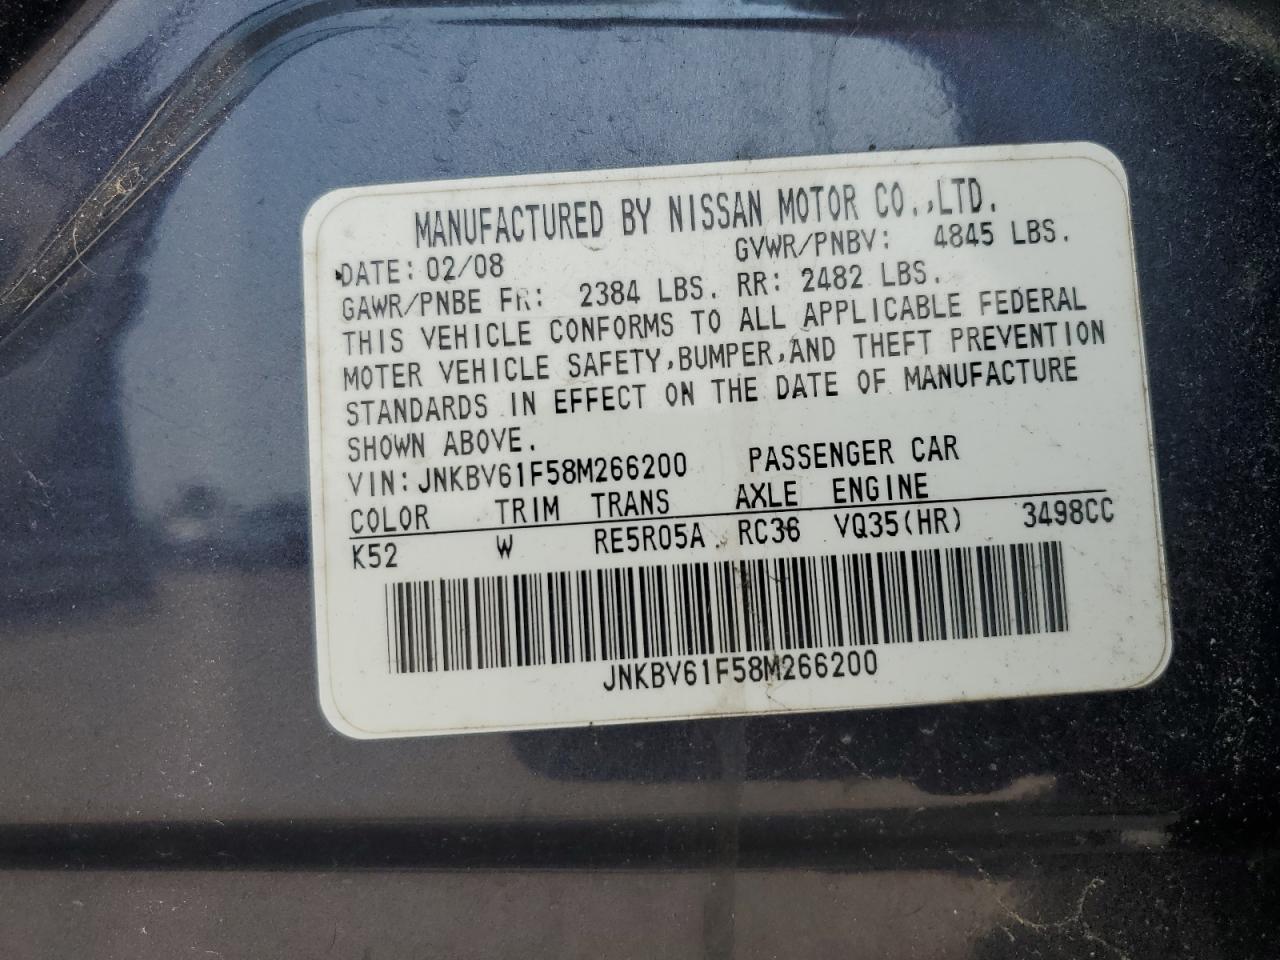 MANUFACTURED BY NISSAN MOTOR CO.,LTD.
DATE: 02/08 GVWR/PNBV: 4845 LBS.
GAWR/PNBE FR: 2384 LBS. RR: 2482 LBS.
THIS VEHICLE CONFORMS TO ALL APPLICABLE FEDERAL
MOTER VEHICLE SAFETY,BUMPER,AND THEFT PREVENTION
STANDARDS IN EFFECT ON THE DATE OF MANUFACTURE
SHOWN ABOVE.
VIN: JNKBV61F58M266200 PASSENGER CAR
COLOR TRIM TRANS AXLE ENGINE
K52 W RE5R05A RC36 VQ35(HR) 3498CC
JNKBV61F58M266200